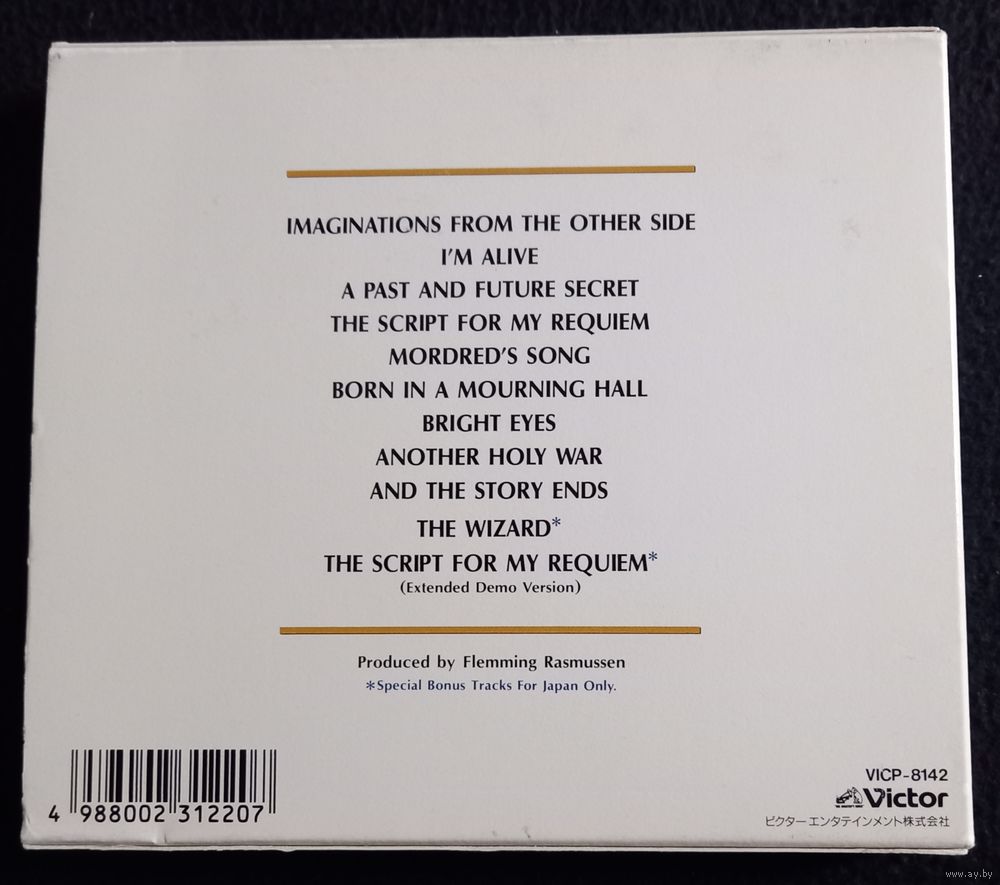 IMAGINATIONS FROM THE OTHER SIDE
I'M ALIVE
A PAST AND FUTURE SECRET
THE SCRIPT FOR MY REQUIEM
MORDRED'S SONG
BORN IN A MOURNING HALL
BRIGHT EYES
ANOTHER HOLY WAR
AND THE STORY ENDS
THE WIZARD*
THE SCRIPT FOR MY REQUIEM*
(Extended Demo Version)
Produced by Flemming Rasmussen
*Special Bonus Tracks For Japan Only.
4 988002 312207
VICP-8142
Victor
ビクターエンタテインメント株式会社
www.ay.by